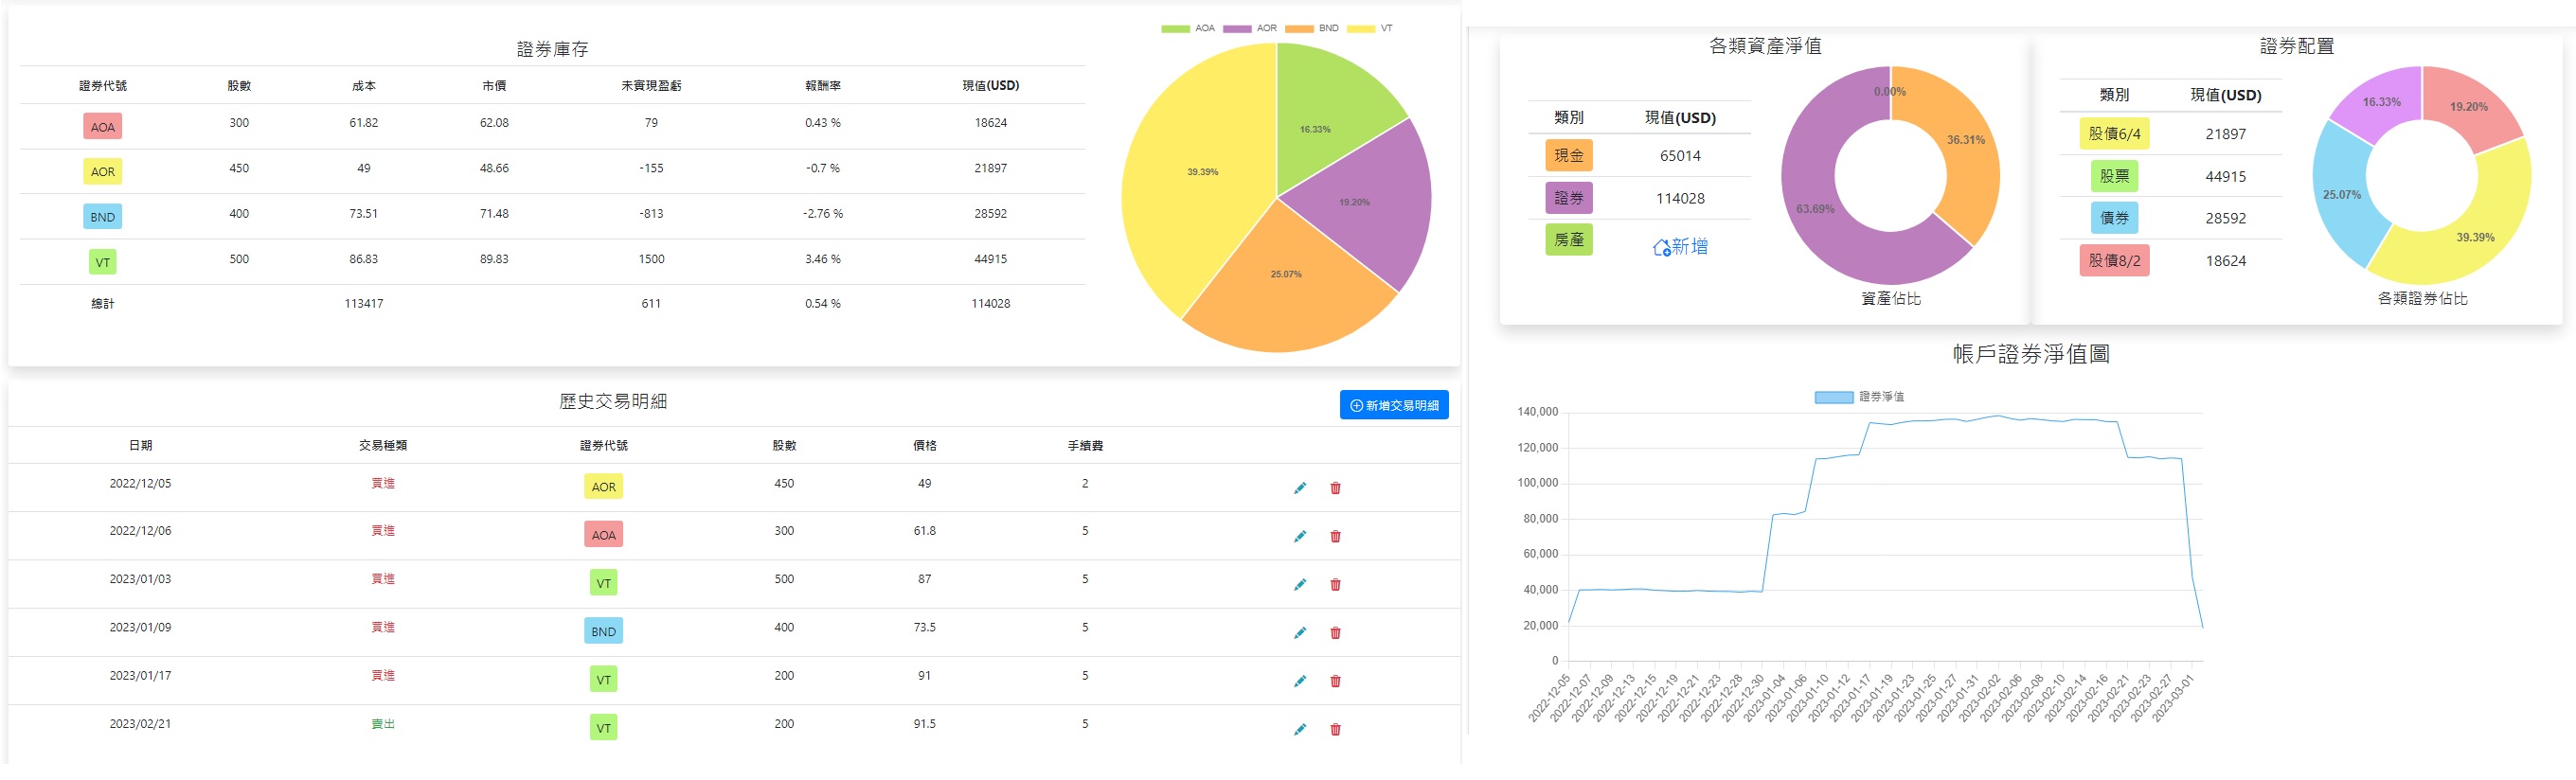 AOA AOR BND VT
證券庫存
證券代號 股數 成本 市價 未實現盈虧 報酬率 現值(USD)
AOA 300 61.82 62.08 79 0.43 % 18624
AOR 450 49 48.66 -155 -0.7 % 21897
BND 400 73.51 71.48 -813 -2.76 % 28592
VT 500 86.83 89.83 1500 3.46 % 44915
總計 113417 611 0.54 % 114028
16.33%
39.39%
19.20%
25.07%
歷史交易明細
新增交易明細
日期 交易種類 證券代號 股數 價格 手續費
2022/12/05 買進 AOR 450 49 2
2022/12/06 買進 AOA 300 61.8 5
2023/01/03 買進 VT 500 87 5
2023/01/09 買進 BND 400 73.5 5
2023/01/17 買進 VT 200 91 5
2023/02/21 賣出 VT 200 91.5 5
各類資產淨值
類別 現值(USD)
現金 65014
證券 114028
房產 新增
0.00%
36.31%
63.69%
資產佔比
證券配置
類別 現值(USD)
股債6/4 21897
股票 44915
債券 28592
股債8/2 18624
16.33% 19.20%
25.07%
39.39%
各類證券佔比
帳戶證券淨值圖
證券淨值
140,000
120,000
100,000
80,000
60,000
40,000
20,000
0
2022-12-05 2022-12-07 2022-12-09 2022-12-13 2022-12-15 2022-12-19 2022-12-21 2022-12-23 2022-12-28 2022-12-30 2023-01-04 2023-01-06 2023-01-10 2023-01-12 2023-01-17 2023-01-19 2023-01-23 2023-01-25 2023-01-27 2023-01-31 2023-02-02 2023-02-06 2023-02-08 2023-02-10 2023-02-14 2023-02-16 2023-02-21 2023-02-23 2023-02-27 2023-03-01